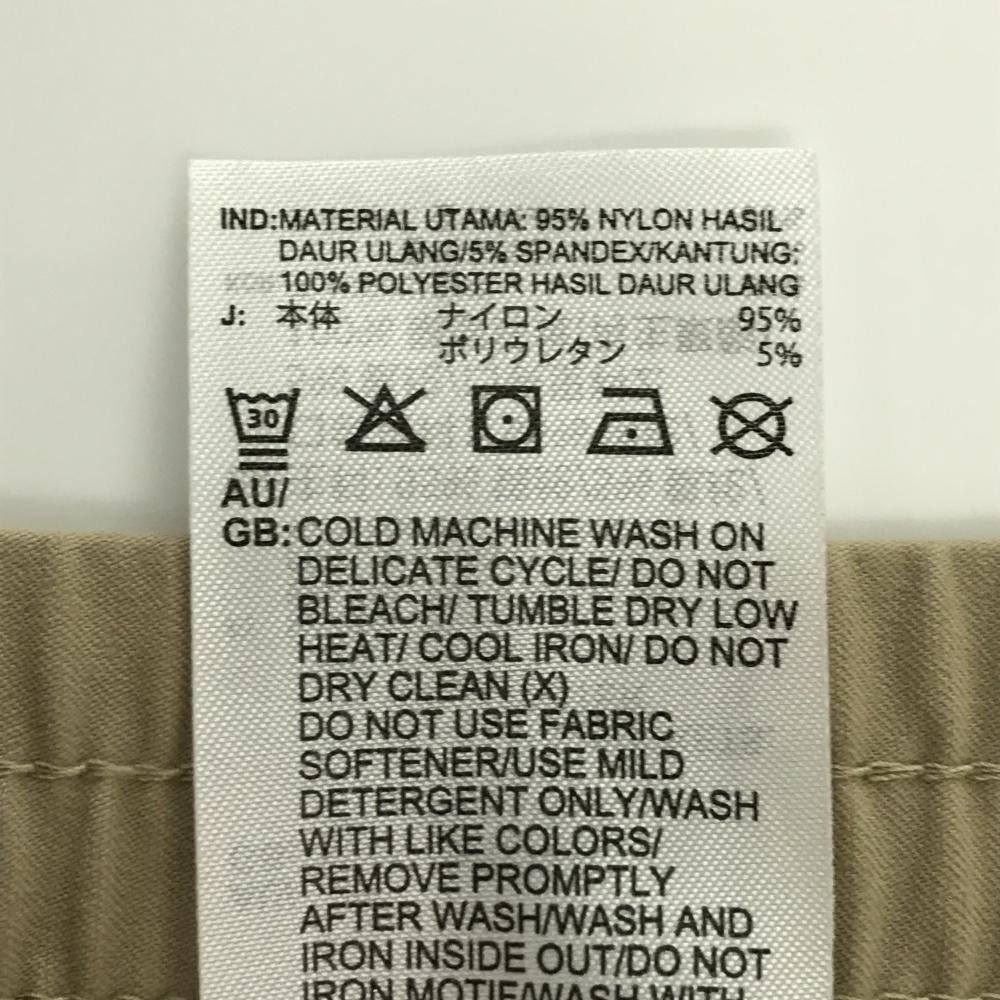 IND:MATERIAL UTAMA: 95% NYLON HASIL
DAUR ULANG/5% SPANDEX/KANTUNG:
100% POLYESTER HASIL DAUR ULANG
J: 本体 ナイロン 95%
ポリウレタン 5%
30
AU/
GB:COLD MACHINE WASH ON
DELICATE CYCLE/ DO NOT
BLEACH/ TUMBLE DRY LOW
HEAT/ COOL IRON/ DO NOT
DRY CLEAN (X)
DO NOT USE FABRIC
SOFTENER/USE MILD
DETERGENT ONLY/WASH
WITH LIKE COLORS/
REMOVE PROMPTLY
AFTER WASH/WASH AND
IRON INSIDE OUT/DO NOT
IRON MOTIF/WASH WITH